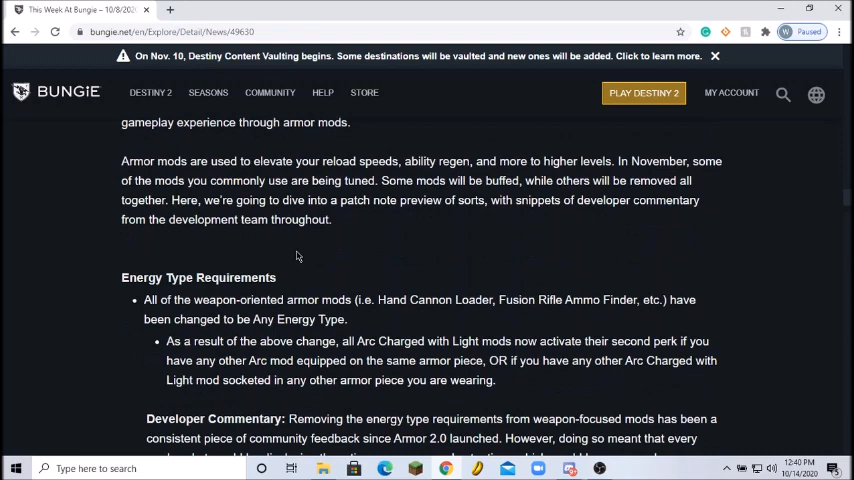 This Week At Bungie – 10/8/2020
bungie.net/en/Explore/Detail/News/49630
W Paused
On Nov. 10, Destiny Content Vaulting begins. Some destinations will be vaulted and new ones will be added. Click to learn more.
BUNGiE
DESTINY 2 SEASONS COMMUNITY HELP STORE PLAY DESTINY 2 MY ACCOUNT
gameplay experience through armor mods.
Armor mods are used to elevate your reload speeds, ability regen, and more to higher levels. In November, some
of the mods you commonly use are being tuned. Some mods will be buffed, while others will be removed all
together. Here, we're going to dive into a patch note preview of sorts, with snippets of developer commentary
from the development team throughout.
Energy Type Requirements
• All of the weapon-oriented armor mods (i.e. Hand Cannon Loader, Fusion Rifle Ammo Finder, etc.) have
been changed to be Any Energy Type.
• As a result of the above change, all Arc Charged with Light mods now activate their second perk if you
have any other Arc mod equipped on the same armor piece, OR if you have any other Arc Charged with
Light mod socketed in any other armor piece you are wearing.
Developer Commentary: Removing the energy type requirements from weapon-focused mods has been a
consistent piece of community feedback since Armor 2.0 launched. However, doing so meant that every
Type here to search
12:40 PM
10/14/2020